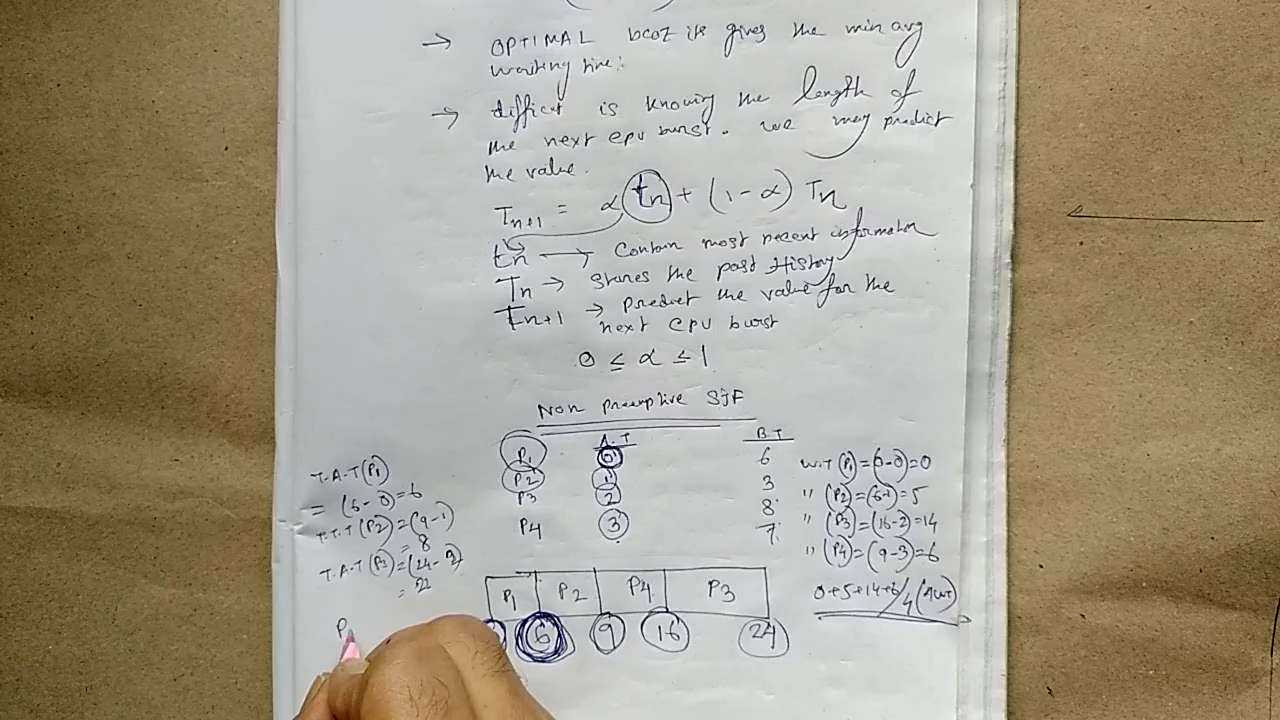 → OPTIMAL bcoz it gives the min avg
waiting time.
→ difficut is knowing the length of
the next cpu burst. we may predict
the value.
Tn+1 = α tn + (1-α) Tn
tn → Contain most recent information
Tn → Stores the past History
Tn+1 → Predict the value for the
next CPU burst
0 ≤ α ≤ 1
Non Preemptive SJF
A.T B.T
P1 0 6
P2 1 3
P3 2 8
P4 3 7
T.A.T(P1)
= (6-0)=6
T.T.T(P2)=(9-1)
= 8
T.A.T(P3)=(24-2)
= 22
P
W.T(P1)=(0-0)=0
" (P2)=(6-1)=5
" (P3)=(16-2)=14
" (P4)=(9-3)=6
0+5+14+6/4 (AWT)
P1 P2 P4 P3
6 9 16 24